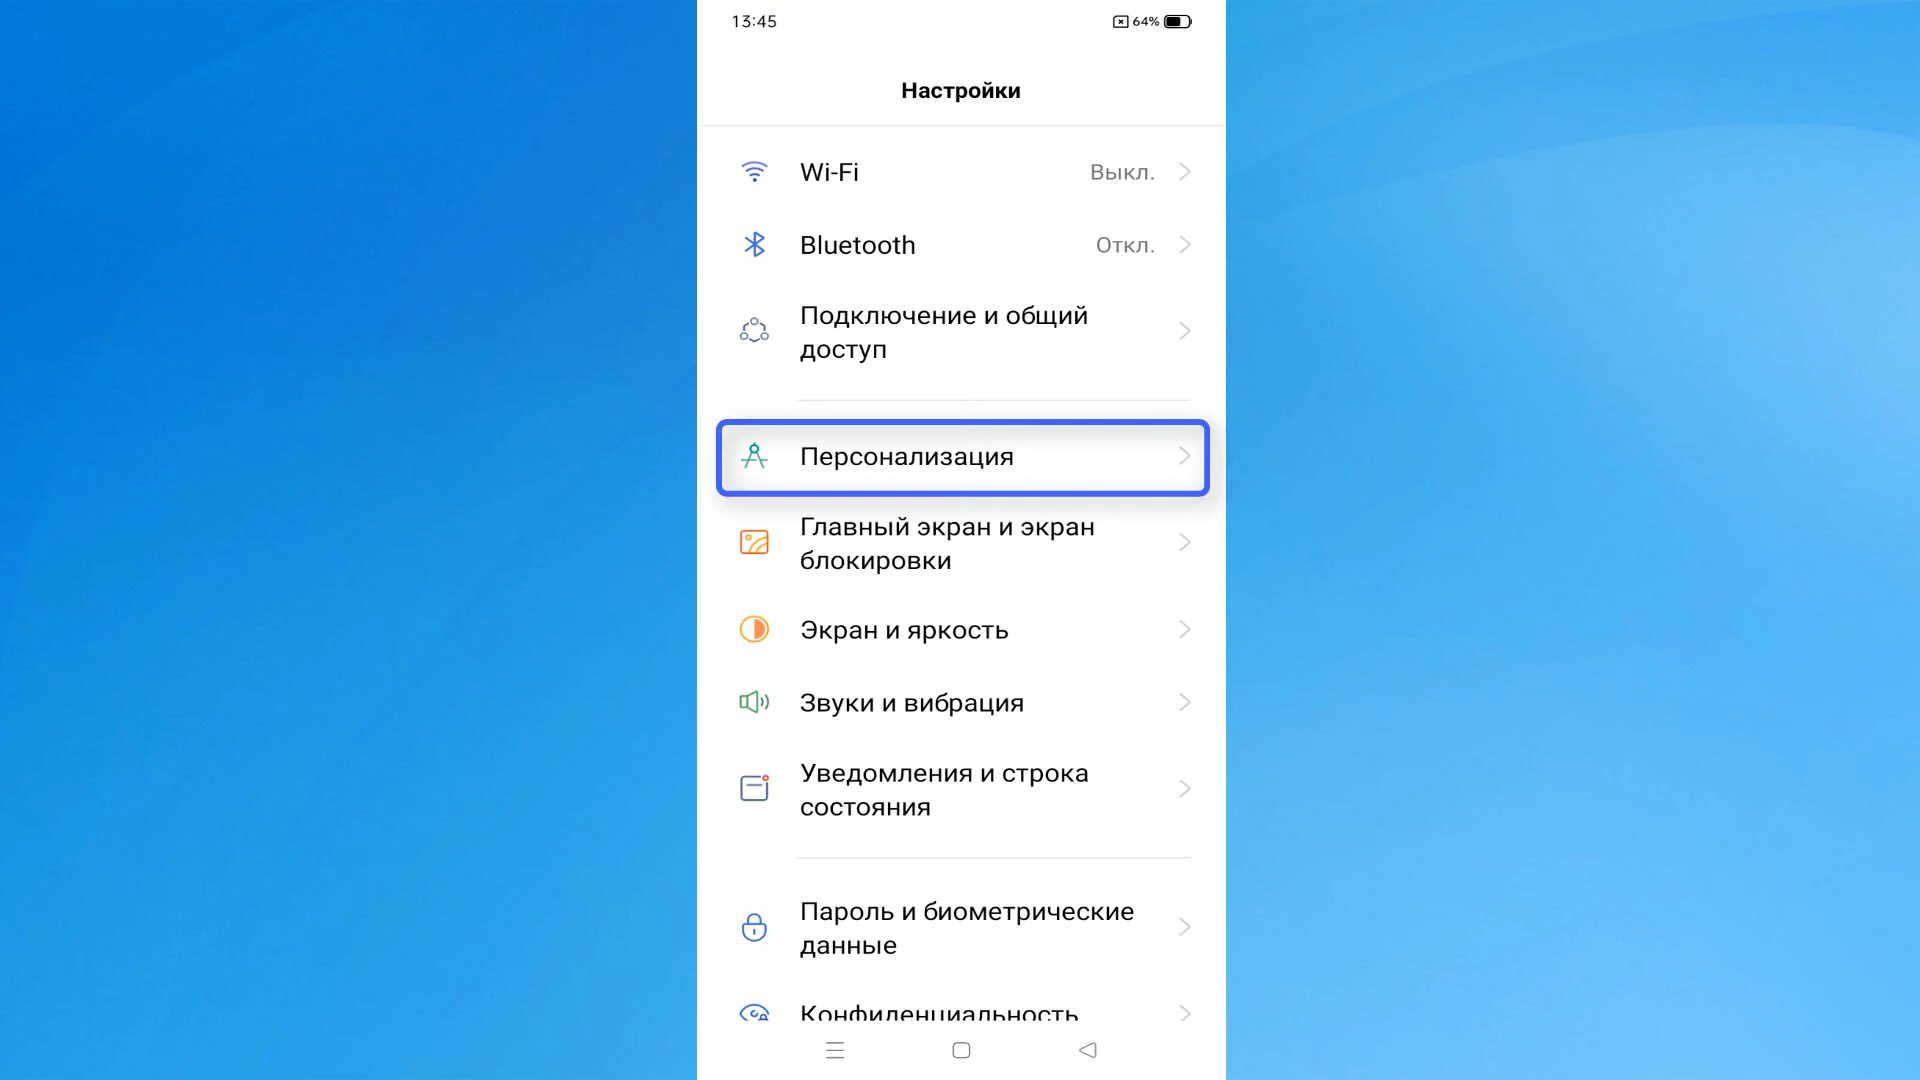 13:45
64%
Настройки
Wi-Fi Выкл.
Bluetooth Откл.
Подключение и общий
доступ
Персонализация
Главный экран и экран
блокировки
Экран и яркость
Звуки и вибрация
Уведомления и строка
состояния
Пароль и биометрические
данные
Конфиденциальность